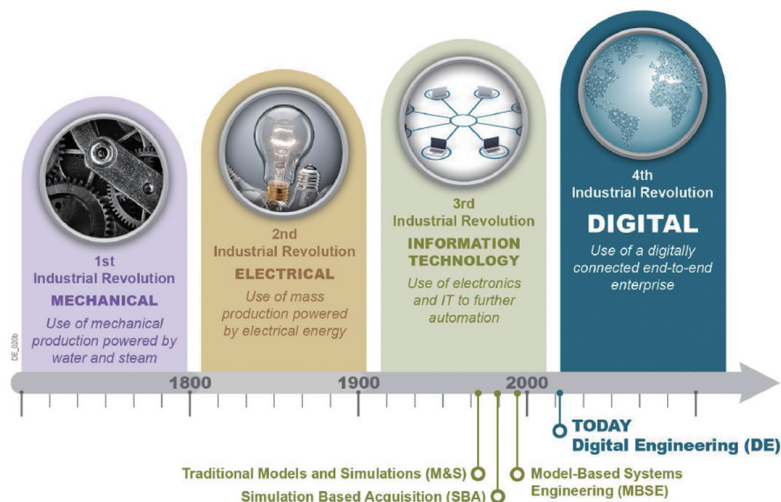 1st
Industrial Revolution
MECHANICAL
Use of mechanical
production powered by
water and steam
2nd
Industrial Revolution
ELECTRICAL
Use of mass
production powered
by electrical energy
3rd
Industrial Revolution
INFORMATION
TECHNOLOGY
Use of electronics
and IT to further
automation
4th
Industrial Revolution
DIGITAL
Use of a digitally
connected end-to-end
enterprise
DE_020b
1800
1900
2000
TODAY
Digital Engineering (DE)
Traditional Models and Simulations (M&S)
Simulation Based Acquisition (SBA)
Model-Based Systems
Engineering (MBSE)